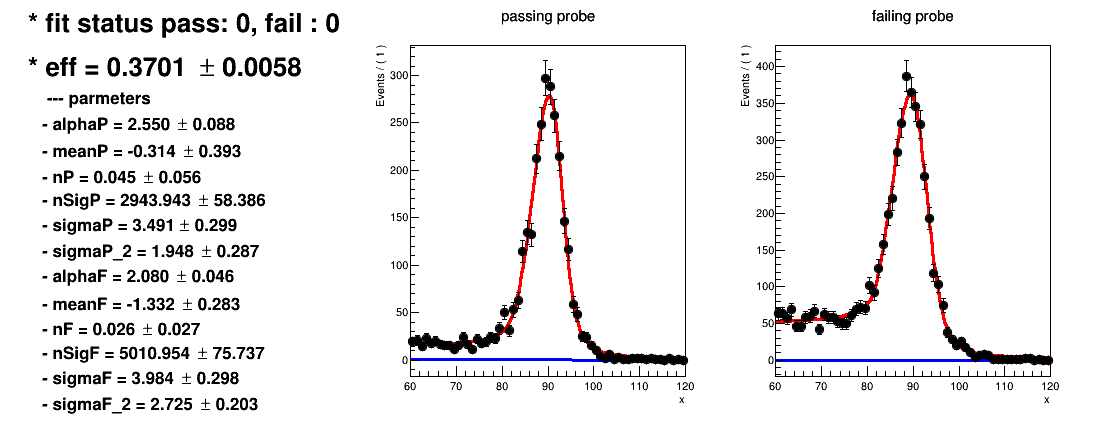 * fit status pass: 0, fail : 0
* eff = 0.3701 ± 0.0058
--- parmeters
- alphaP = 2.550 ± 0.088
- meanP = -0.314 ± 0.393
- nP = 0.045 ± 0.056
- nSigP = 2943.943 ± 58.386
- sigmaP = 3.491 ± 0.299
- sigmaP_2 = 1.948 ± 0.287
- alphaF = 2.080 ± 0.046
- meanF = -1.332 ± 0.283
- nF = 0.026 ± 0.027
- nSigF = 5010.954 ± 75.737
- sigmaF = 3.984 ± 0.298
- sigmaF_2 = 2.725 ± 0.203
passing probe
Events / ( 1 )
300
250
200
150
100
50
0
60 70 80 90 100 110 120
x
failing probe
Events / ( 1 )
400
350
300
250
200
150
100
50
0
60 70 80 90 100 110 120
x